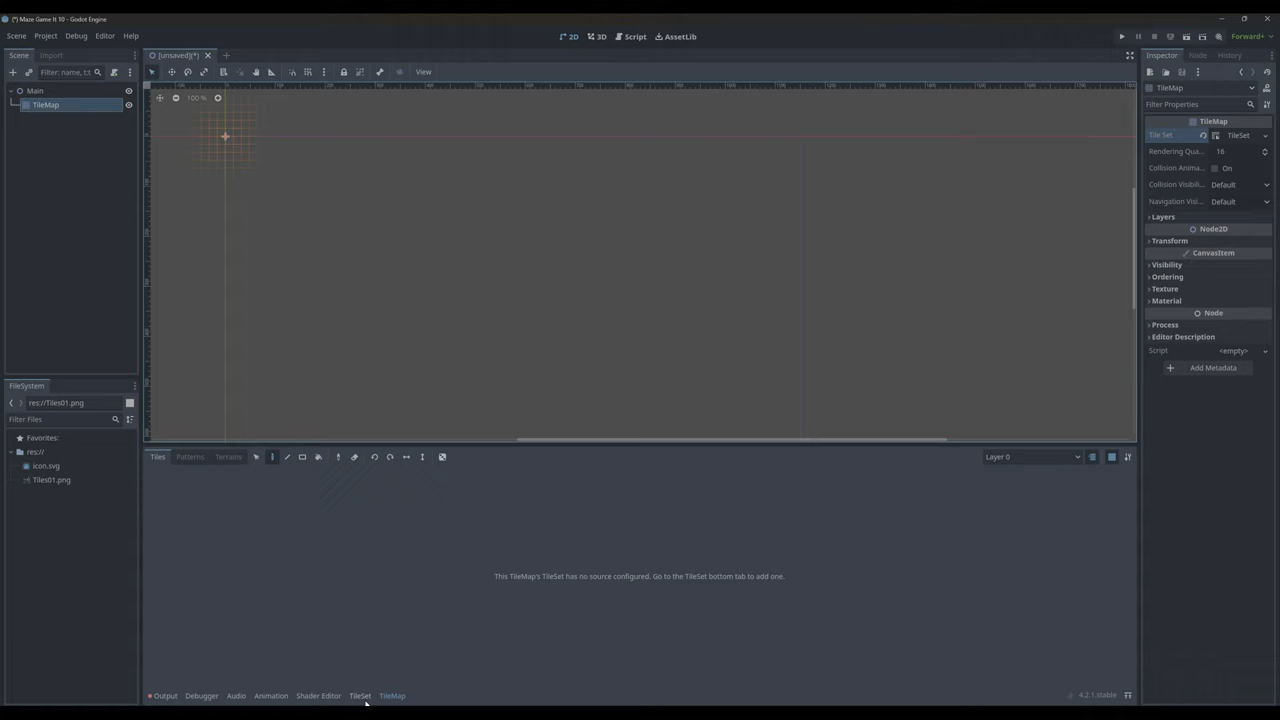 (*) Maze Game It 10 - Godot Engine
Scene Project Debug Editor Help
2D 3D Script AssetLib
Forward+
Scene Import
[unsaved](*)
Inspector Node History
Filter: name, t:t
View
Main
TileMap
100 %
TileMap
Filter Properties
TileMap
Tile Set TileSet
Rendering Qua... 16
Collision Anima... On
Collision Visibili... Default
Navigation Visi... Default
Layers
Node2D
Transform
CanvasItem
Visibility
Ordering
Texture
Material
Node
Process
Editor Description
Script <empty>
Add Metadata
FileSystem
res://Tiles01.png
Filter Files
Favorites:
res://
icon.svg
Tiles01.png
Tiles Patterns Terrains
Layer 0
This TileMap's TileSet has no source configured. Go to the TileSet bottom tab to add one.
Output Debugger Audio Animation Shader Editor TileSet TileMap
4.2.1.stable